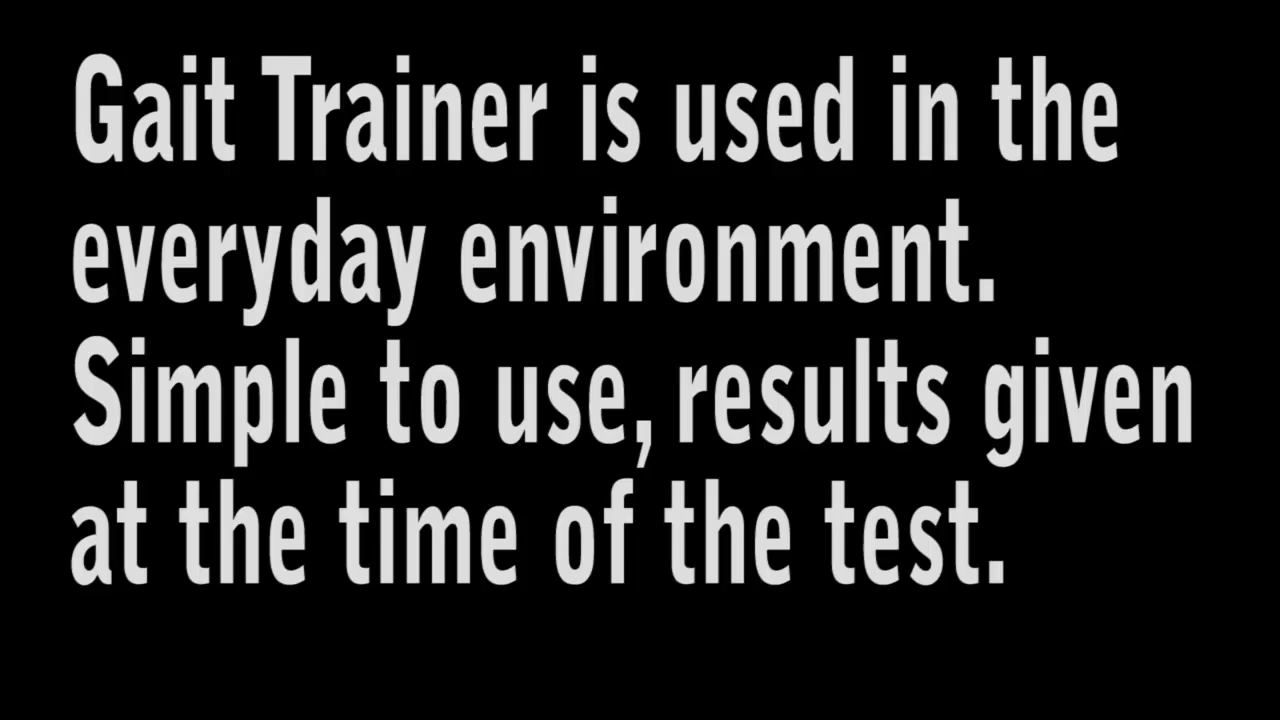 Gait Trainer is used in the
everyday environment.
Simple to use, results given
at the time of the test.